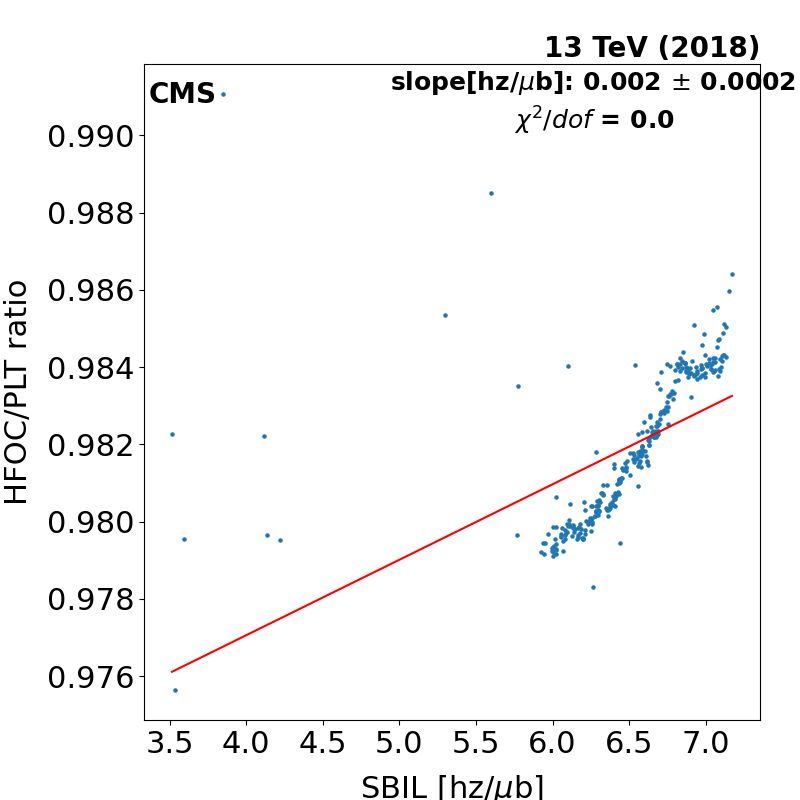 13 TeV (2018)
CMS
slope[hz/μb]: 0.002 ± 0.0002
χ²/dof = 0.0
HFOC/PLT ratio
0.990
0.988
0.986
0.984
0.982
0.980
0.978
0.976
3.5 4.0 4.5 5.0 5.5 6.0 6.5 7.0
SBIL [hz/μb]